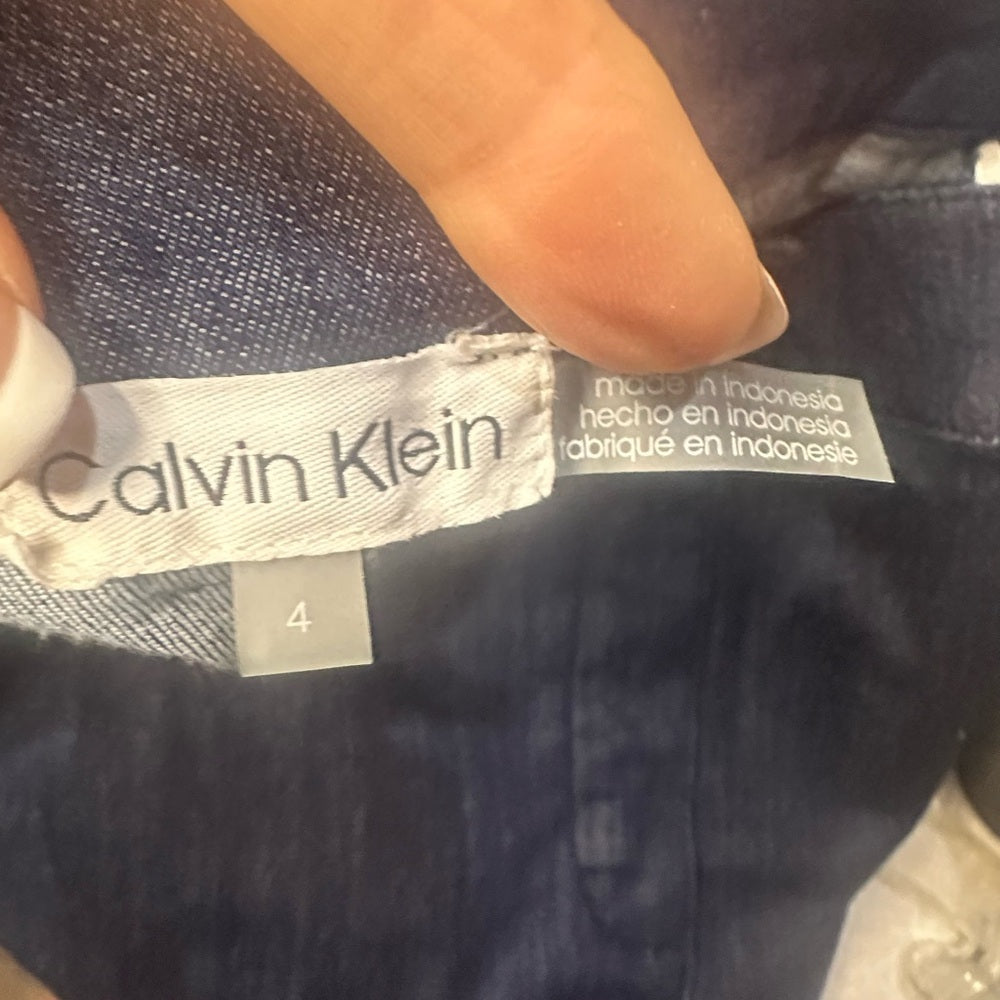 Calvin Klein
made in indonesia
hecho en indonesia
fabriqué en indonesie
4